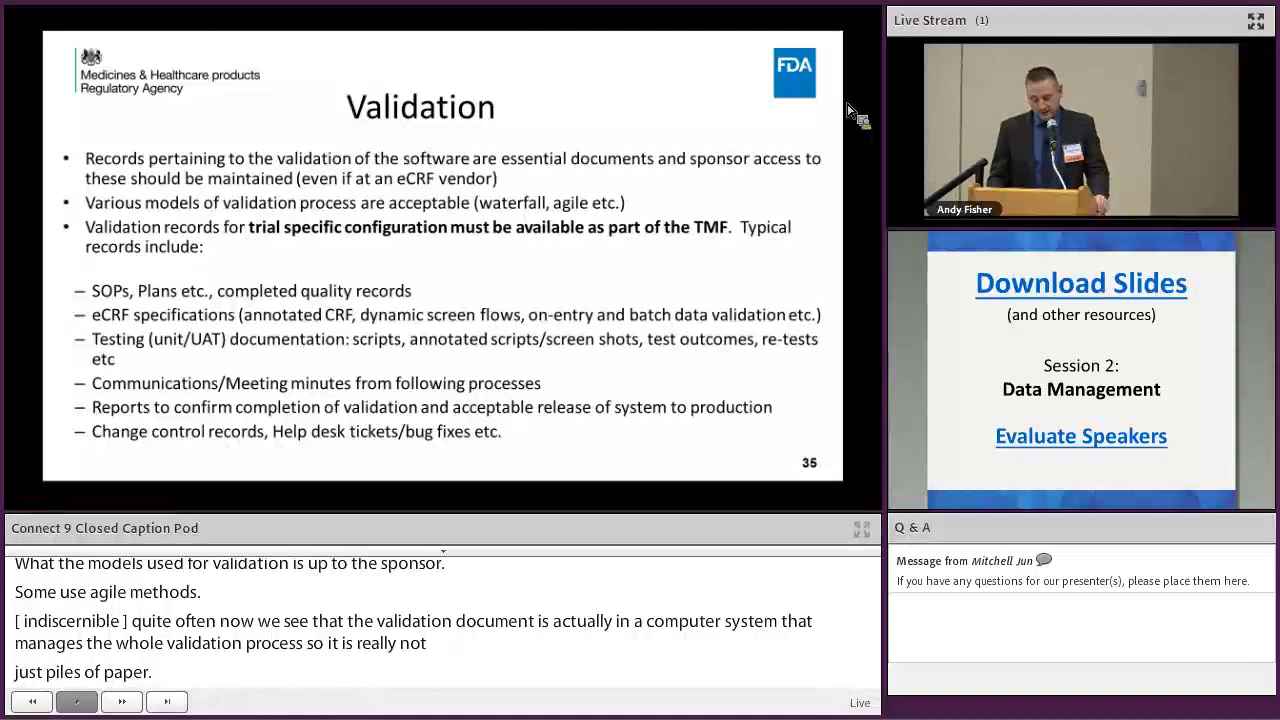 Medicines & Healthcare products
Regulatory Agency
FDA
Validation
• Records pertaining to the validation of the software are essential documents and sponsor access to
these should be maintained (even if at an eCRF vendor)
• Various models of validation process are acceptable (waterfall, agile etc.)
• Validation records for trial specific configuration must be available as part of the TMF. Typical
records include:
– SOPs, Plans etc., completed quality records
– eCRF specifications (annotated CRF, dynamic screen flows, on-entry and batch data validation etc.)
– Testing (unit/UAT) documentation: scripts, annotated scripts/screen shots, test outcomes, re-tests
etc
– Communications/Meeting minutes from following processes
– Reports to confirm completion of validation and acceptable release of system to production
– Change control records, Help desk tickets/bug fixes etc.
35
Live Stream (1)
Andy Fisher
Download Slides
(and other resources)
Session 2:
Data Management
Evaluate Speakers
Connect 9 Closed Caption Pod
What the models used for validation is up to the sponsor.
Some use agile methods.
[ indiscernible ] quite often now we see that the validation document is actually in a computer system that
manages the whole validation process so it is really not
just piles of paper.
Live
Q & A
Message from Mitchell Jun
If you have any questions for our presenter(s), please place them here.